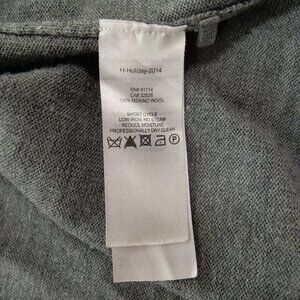 H-Holiday-2014
RN# 91714
CA# 32528
100% MERINO WOOL
SHORT CYCLE
LOW IRON, NO STEAM
REDUCE MOISTURE
PROFESSIONALLY DRY CLEAN
P